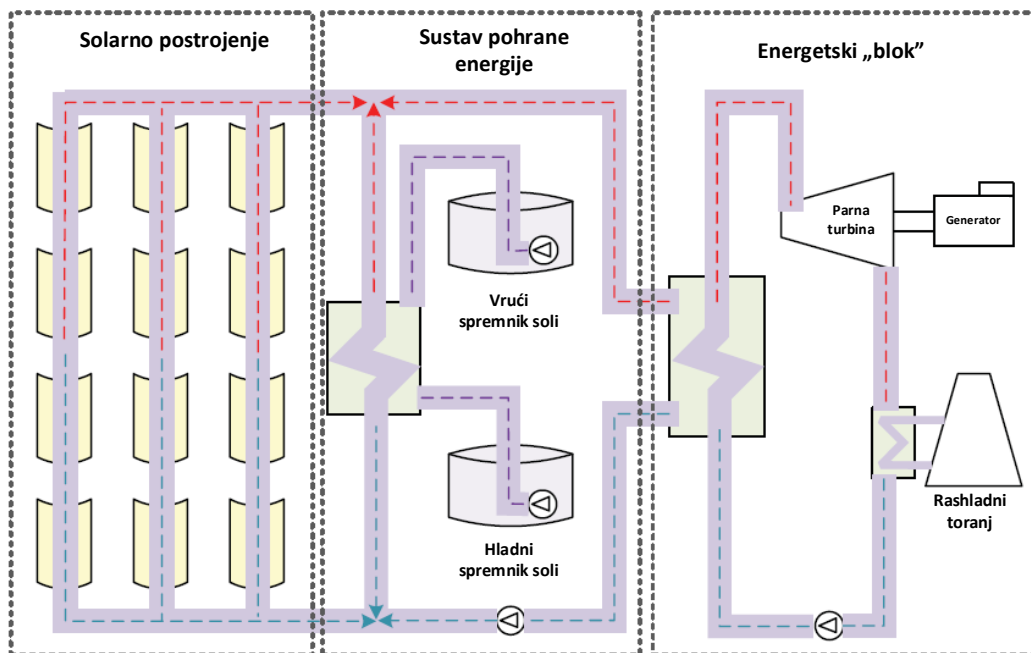 Solarno postrojenje
Sustav pohrane
energije
Energetski „blok”
Vrući
spremnik soli
Hladni
spremnik soli
Parna
turbina
Generator
Rashladni
toranj